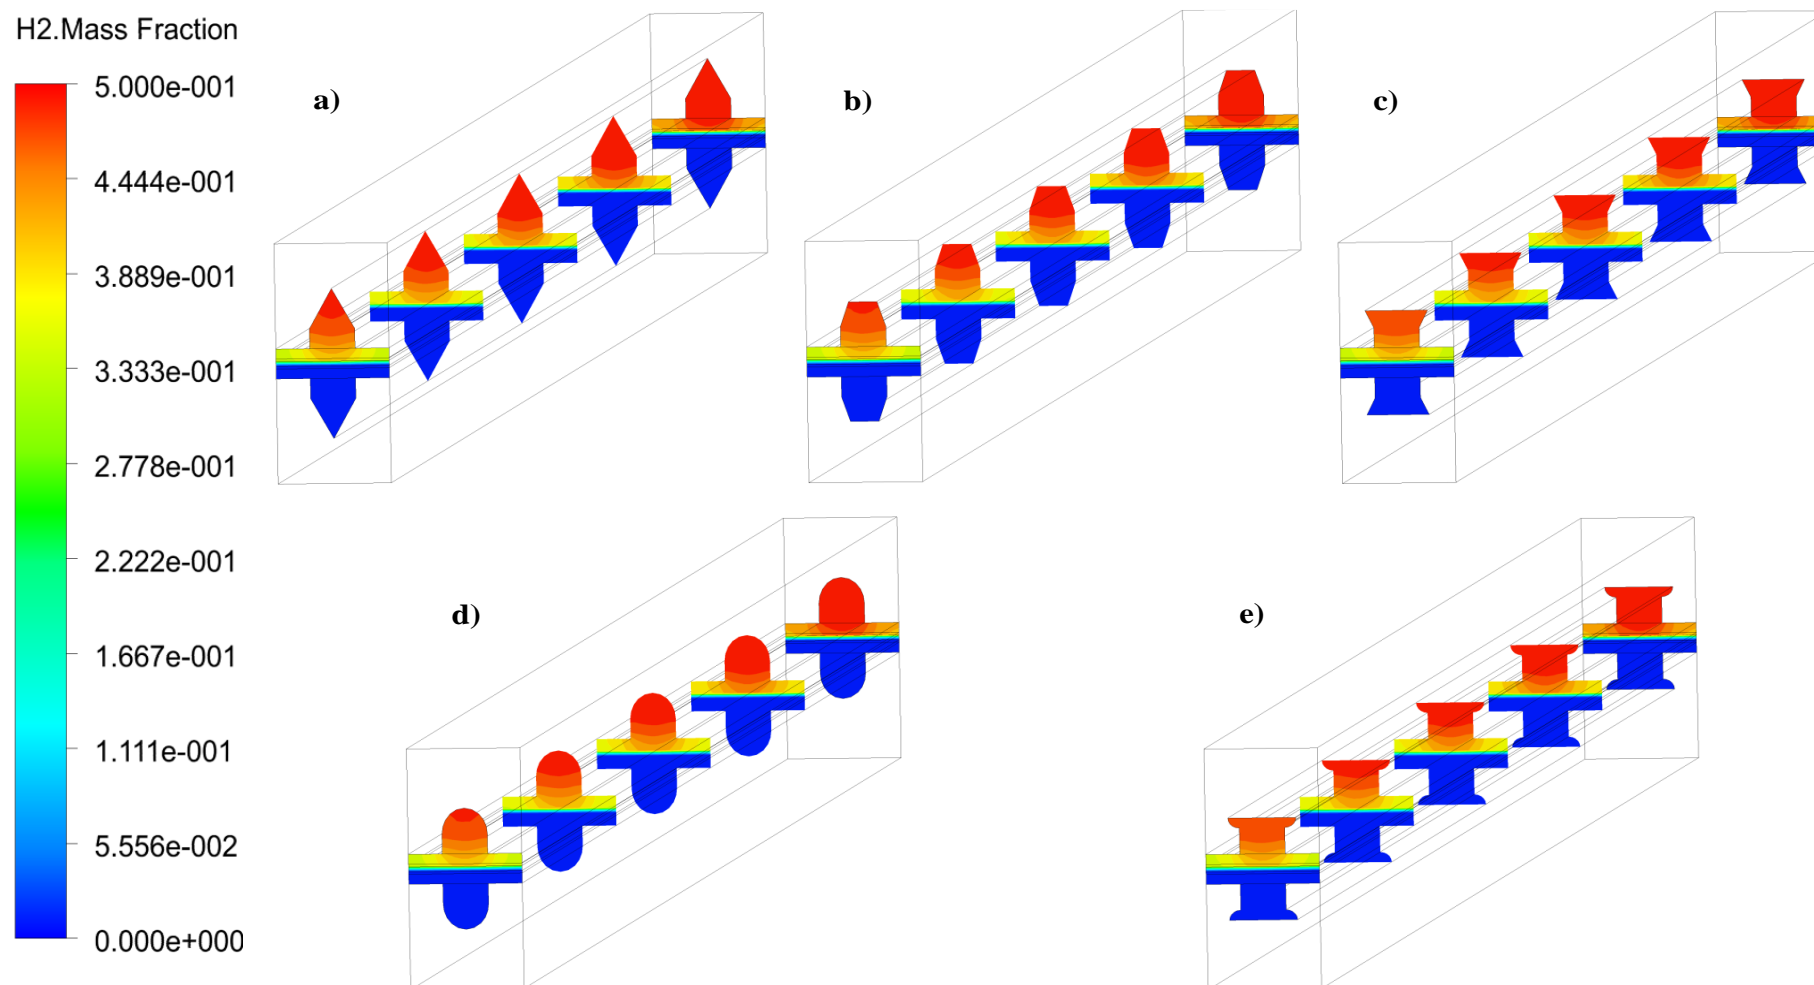 H2.Mass Fraction
5.000e-001
4.444e-001
3.889e-001
3.333e-001
2.778e-001
2.222e-001
1.667e-001
1.111e-001
5.556e-002
0.000e+000
a)
b)
c)
d)
e)